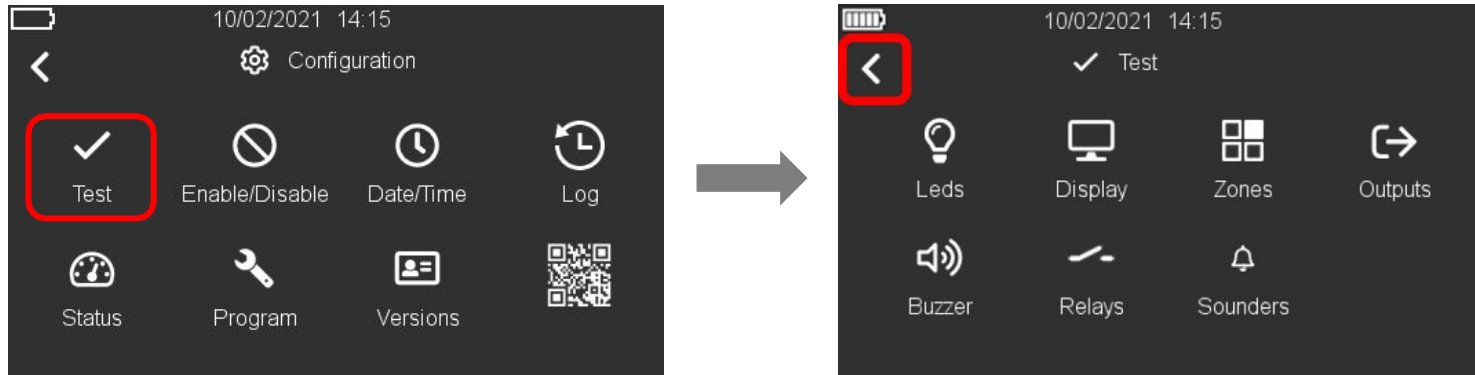 10/02/2021 14:15
Configuration
Test Enable/Disable Date/Time Log
Status Program Versions
10/02/2021 14:15
Test
Leds Display Zones Outputs
Buzzer Relays Sounders